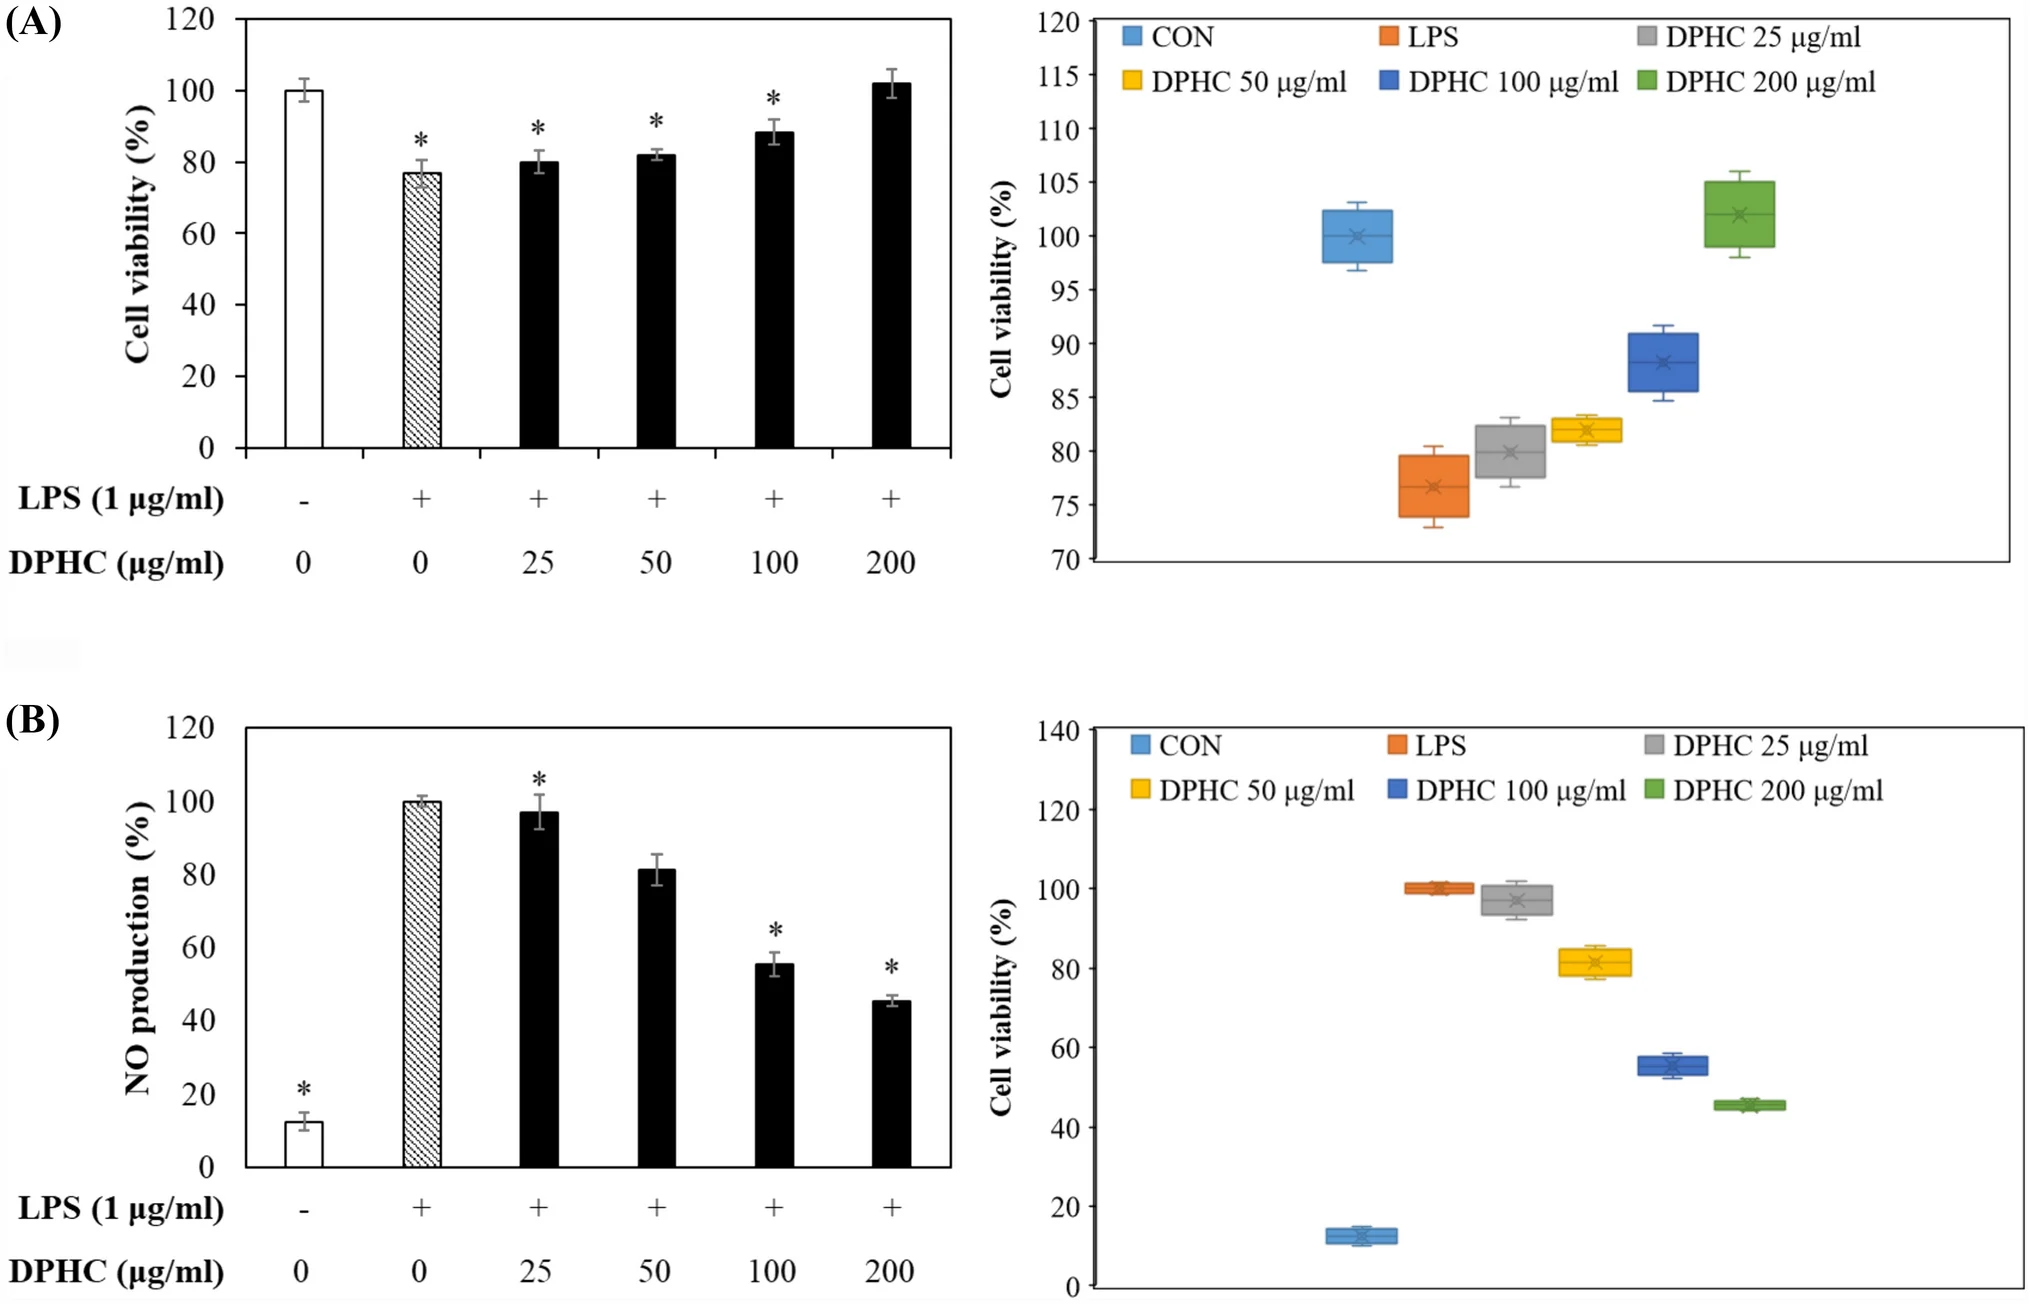 (A)
120
100
80
60
40
20
0
Cell viability (%)
*
*
*
*
LPS (1 μg/ml) - + + + + +
DPHC (μg/ml) 0 0 25 50 100 200
120
115
110
105
100
95
90
85
80
75
70
Cell viability (%)
CON LPS DPHC 25 μg/ml
DPHC 50 μg/ml DPHC 100 μg/ml DPHC 200 μg/ml
(B)
120
100
80
60
40
20
0
NO production (%)
*
*
*
*
LPS (1 μg/ml) - + + + + +
DPHC (μg/ml) 0 0 25 50 100 200
140
120
100
80
60
40
20
0
Cell viability (%)
CON LPS DPHC 25 μg/ml
DPHC 50 μg/ml DPHC 100 μg/ml DPHC 200 μg/ml